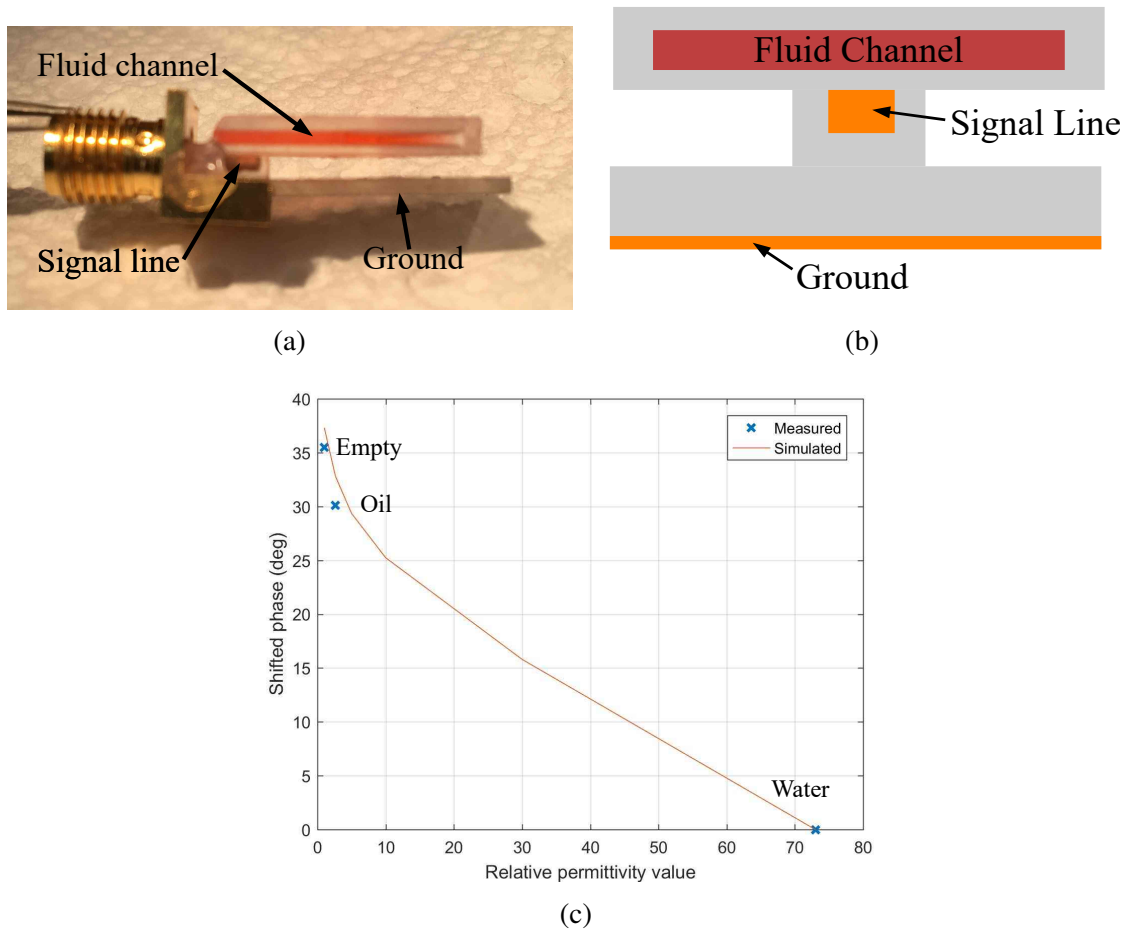 Fluid channel
Signal line
Ground
(a)
Fluid Channel
Signal Line
Ground
(b)
40
35
30
25
20
15
10
5
0
Shifted phase (deg)
Empty
Oil
Water
Measured
Simulated
0 10 20 30 40 50 60 70 80
Relative permittivity value
(c)